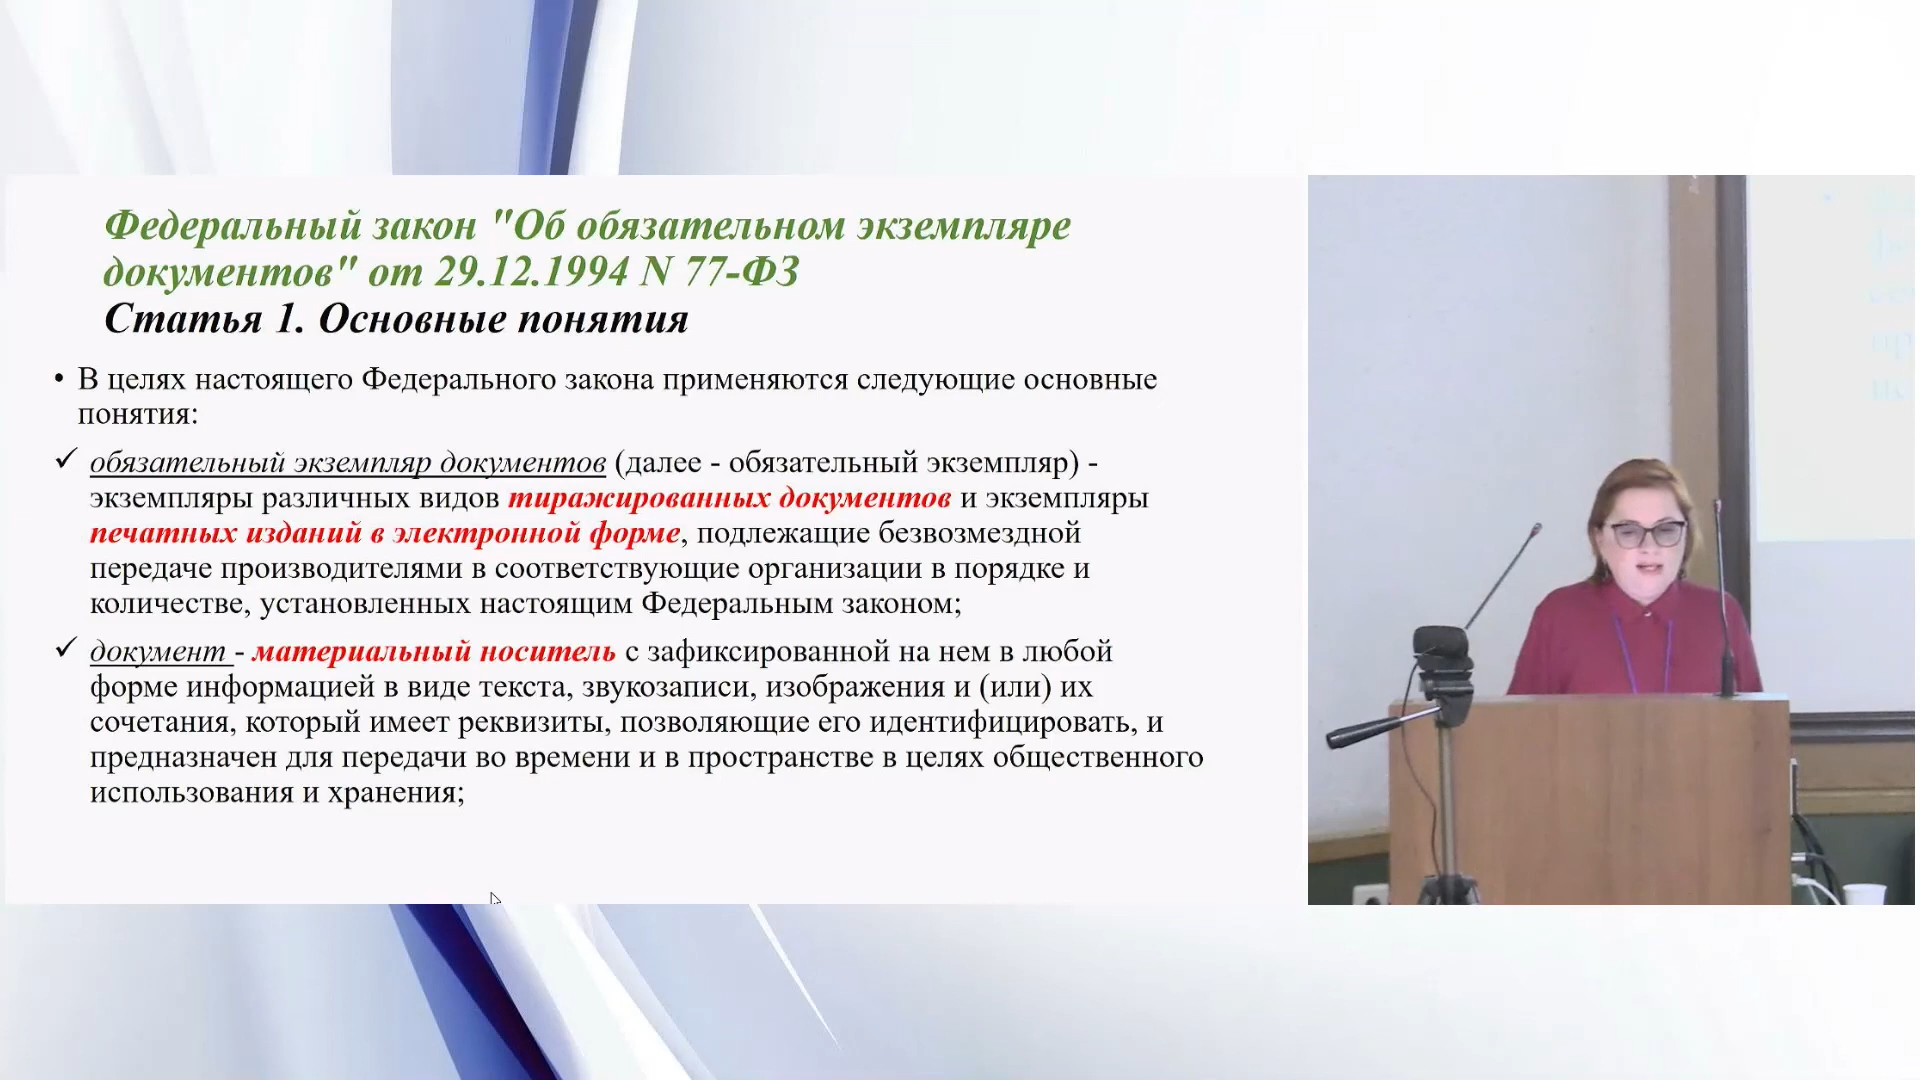 Федеральный закон "Об обязательном экземпляре
документов" от 29.12.1994 N 77-ФЗ
Статья 1. Основные понятия
• В целях настоящего Федерального закона применяются следующие основные
понятия:
✓ обязательный экземпляр документов (далее - обязательный экземпляр) -
экземпляры различных видов тиражированных документов и экземпляры
печатных изданий в электронной форме, подлежащие безвозмездной
передаче производителями в соответствующие организации в порядке и
количестве, установленных настоящим Федеральным законом;
✓ документ - материальный носитель с зафиксированной на нем в любой
форме информацией в виде текста, звукозаписи, изображения и (или) их
сочетания, который имеет реквизиты, позволяющие его идентифицировать, и
предназначен для передачи во времени и в пространстве в целях общественного
использования и хранения;